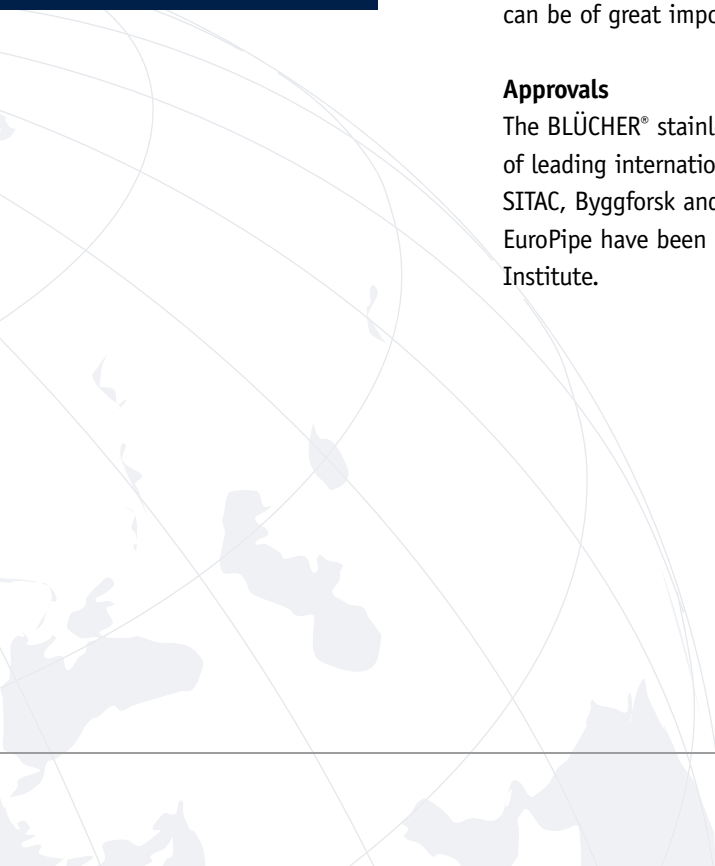 can be of great impo
Approvals
The BLÜCHER® stainl
of leading internatio
SITAC, Byggforsk and
EuroPipe have been
Institute.